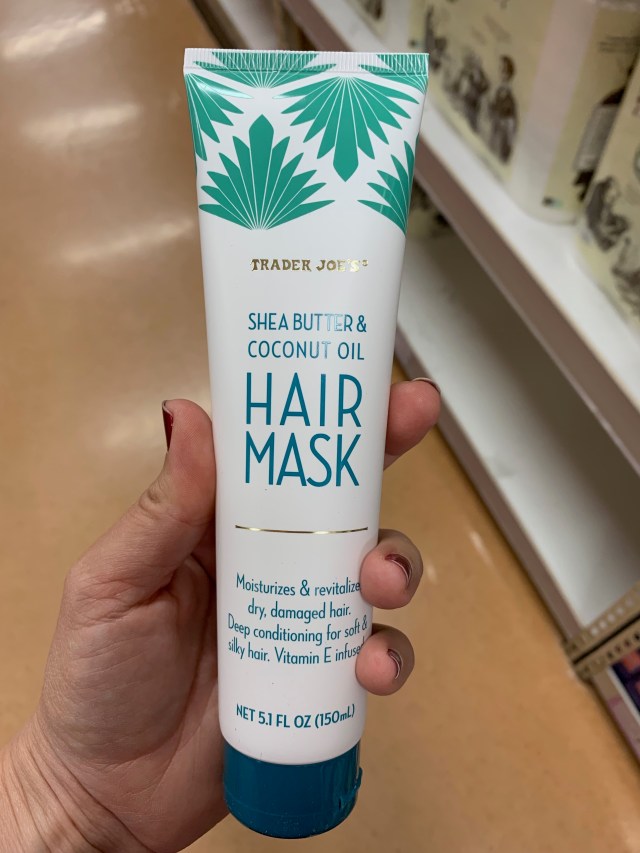 TRADER JOE'S®
SHEA BUTTER &
COCONUT OIL
HAIR
MASK
Moisturizes & revitalize
dry, damaged hair.
Deep conditioning for soft &
silky hair. Vitamin E infused
NET 5.1 FL OZ (150mL)